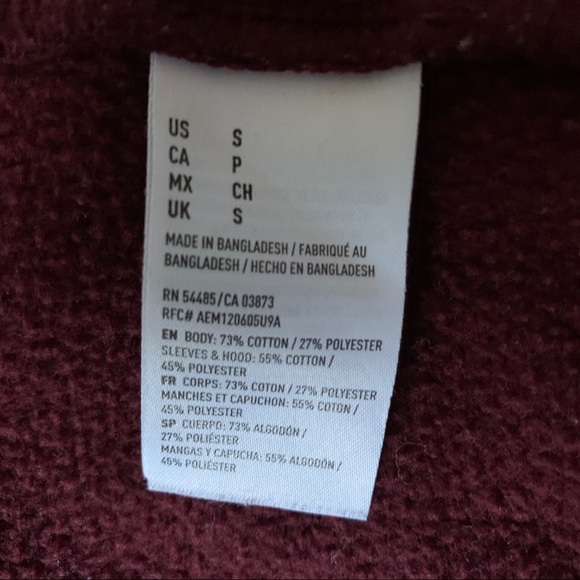 US S
CA P
MX CH
UK S
MADE IN BANGLADESH / FABRIQUÉ AU
BANGLADESH / HECHO EN BANGLADESH
RN 54485/CA 03873
RFC# AEM120605U9A
EN BODY: 73% COTTON / 27% POLYESTER
SLEEVES & HOOD: 55% COTTON /
45% POLYESTER
FR CORPS: 73% COTON / 27% POLYESTER
MANCHES ET CAPUCHON: 55% COTON /
45% POLYESTER
SP CUERPO: 73% ALGODÓN /
27% POLIÉSTER
MANGAS Y CAPUCHA: 55% ALGODÓN /
45% POLIÉSTER